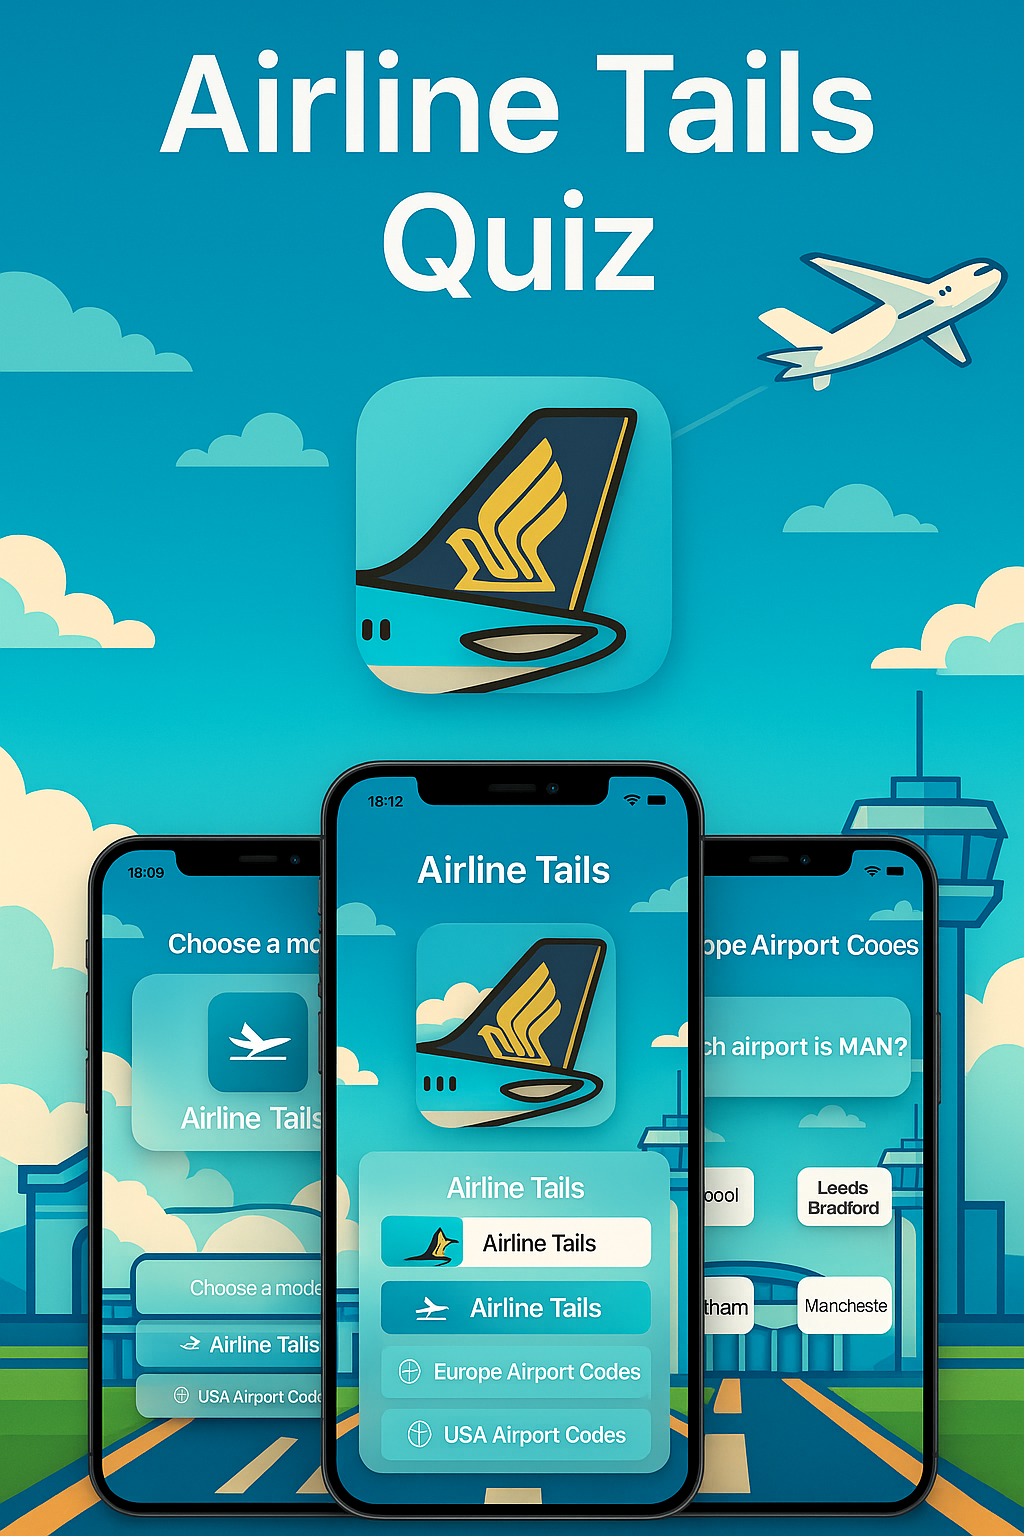 Airline Tails
Quiz
18:09
Choose a mo
Airline Tails
Choose a mode
Airline Talis
USA Airport Cod
18:12
Airline Tails
Airline Tails
Airline Tails
Airline Tails
Europe Airport Codes
USA Airport Codes
ope Airport Cooes
ch airport is MAN?
ool
Leeds
Bradford
tham
Mancheste